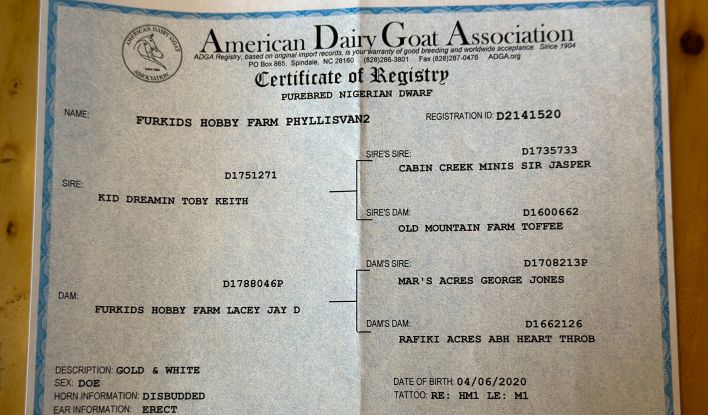 AMERICAN DAIRY GOAT
ASSOCIATION
American Dairy Goat Association
ADGA Registry, based on original import records, is your warranty of good breeding and worldwide acceptance. Since 1904
PO Box 865, Spindale, NC 28160 (828)286-3801 Fax (828)287-0476 ADGA.org
Certificate of Registry
PUREBRED NIGERIAN DWARF
NAME: FURKIDS HOBBY FARM PHYLLISVAN2 REGISTRATION ID: D2141520
SIRE'S SIRE: D1735733
CABIN CREEK MINIS SIR JASPER
D1751271
SIRE: KID DREAMIN TOBY KEITH
SIRE'S DAM: D1600662
OLD MOUNTAIN FARM TOFFEE
DAM'S SIRE: D1708213P
MAR'S ACRES GEORGE JONES
D1788046P
DAM: FURKIDS HOBBY FARM LACEY JAY D
DAM'S DAM: D1662126
RAFIKI ACRES ABH HEART THROB
DESCRIPTION: GOLD & WHITE
SEX: DOE DATE OF BIRTH: 04/06/2020
HORN INFORMATION: DISBUDDED TATTOO: RE: HM1 LE: M1
EAR INFORMATION: ERECT